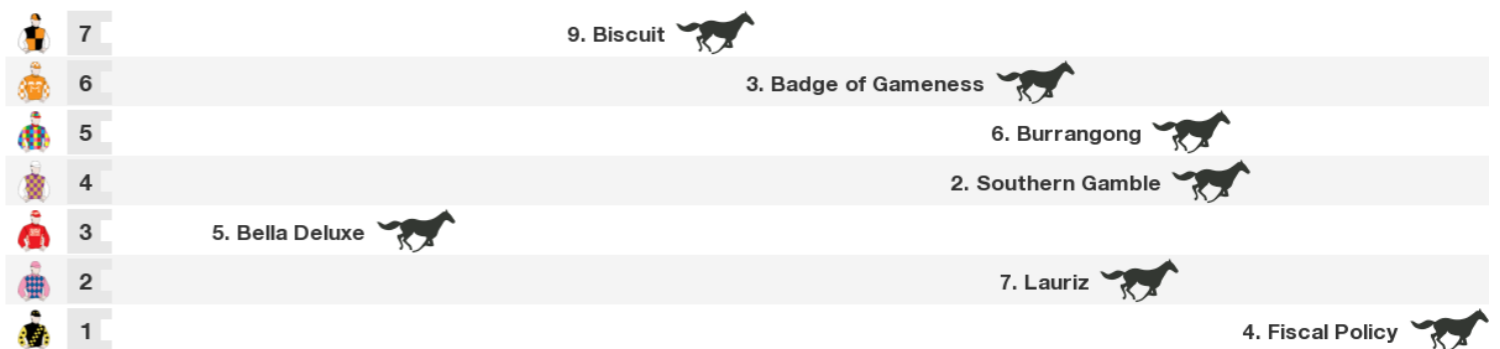 7 9. Biscuit
6 3. Badge of Gameness
5 6. Burrangong
4 2. Southern Gamble
3 5. Bella Deluxe
2 7. Lauriz
1 4. Fiscal Policy